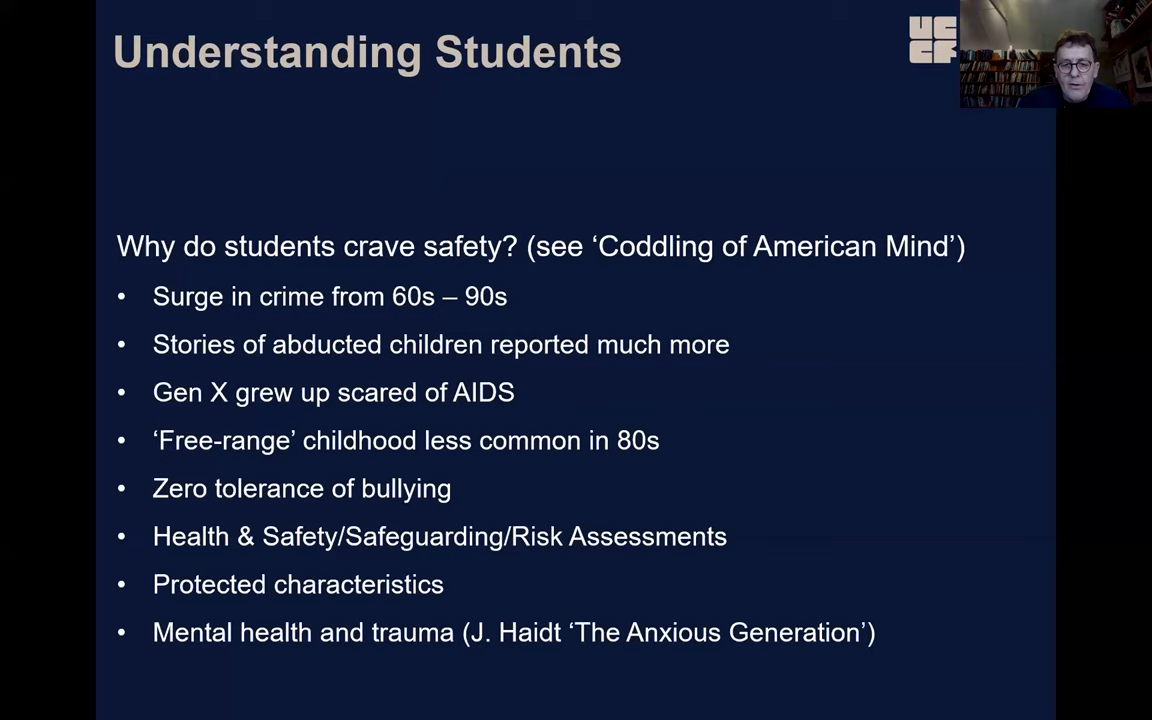 Understanding Students
UC
CF
Why do students crave safety? (see ‘Coddling of American Mind’)
• Surge in crime from 60s – 90s
• Stories of abducted children reported much more
• Gen X grew up scared of AIDS
• ‘Free-range’ childhood less common in 80s
• Zero tolerance of bullying
• Health & Safety/Safeguarding/Risk Assessments
• Protected characteristics
• Mental health and trauma (J. Haidt ‘The Anxious Generation’)